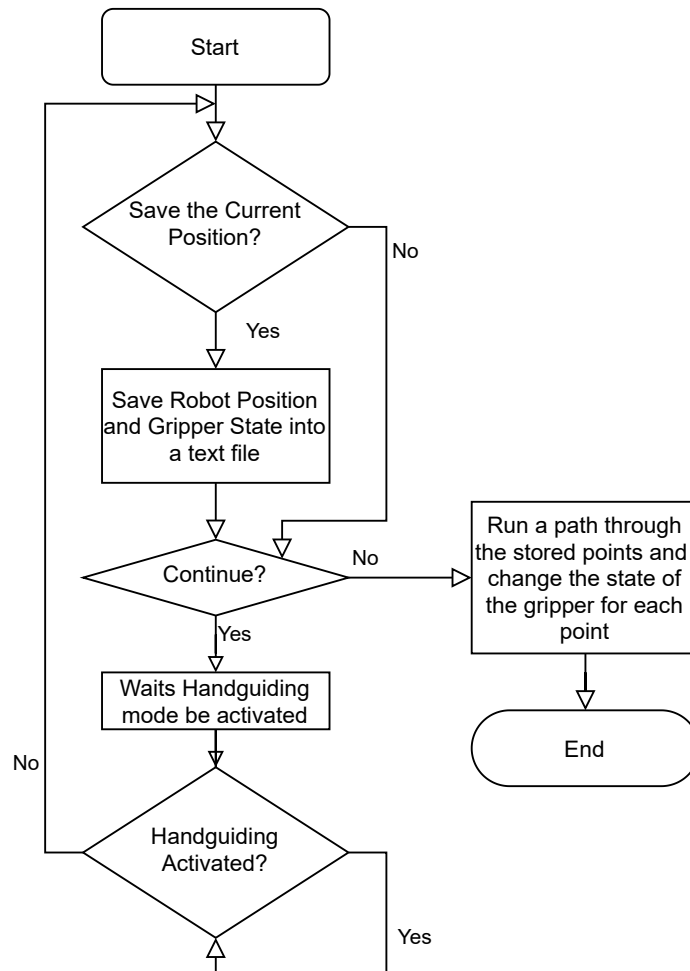 Start
Save the Current
Position?
No
Yes
Save Robot Position
and Gripper State into
a text file
Continue?
No
Run a path through
the stored points and
change the state of
the gripper for each
point
Yes
Waits Handguiding
mode be activated
End
No
Handguiding
Activated?
Yes